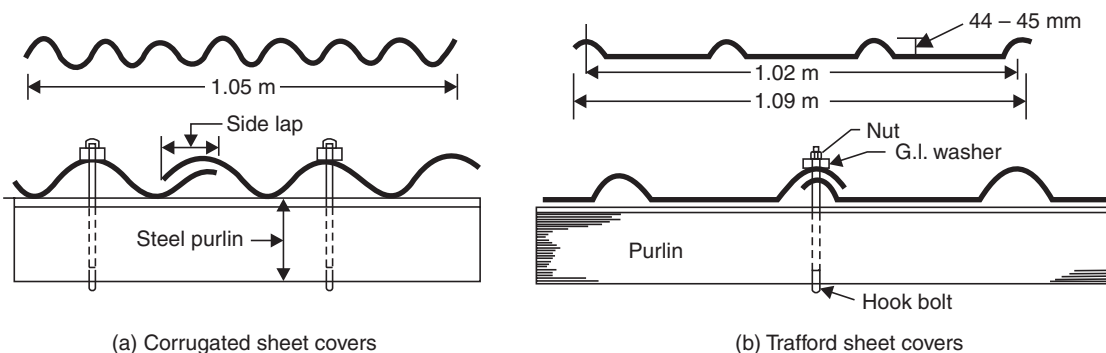 1.05 m
Side lap
Steel purlin
(a) Corrugated sheet covers
44 – 45 mm
1.02 m
1.09 m
Nut
G.I. washer
Purlin
Hook bolt
(b) Trafford sheet covers